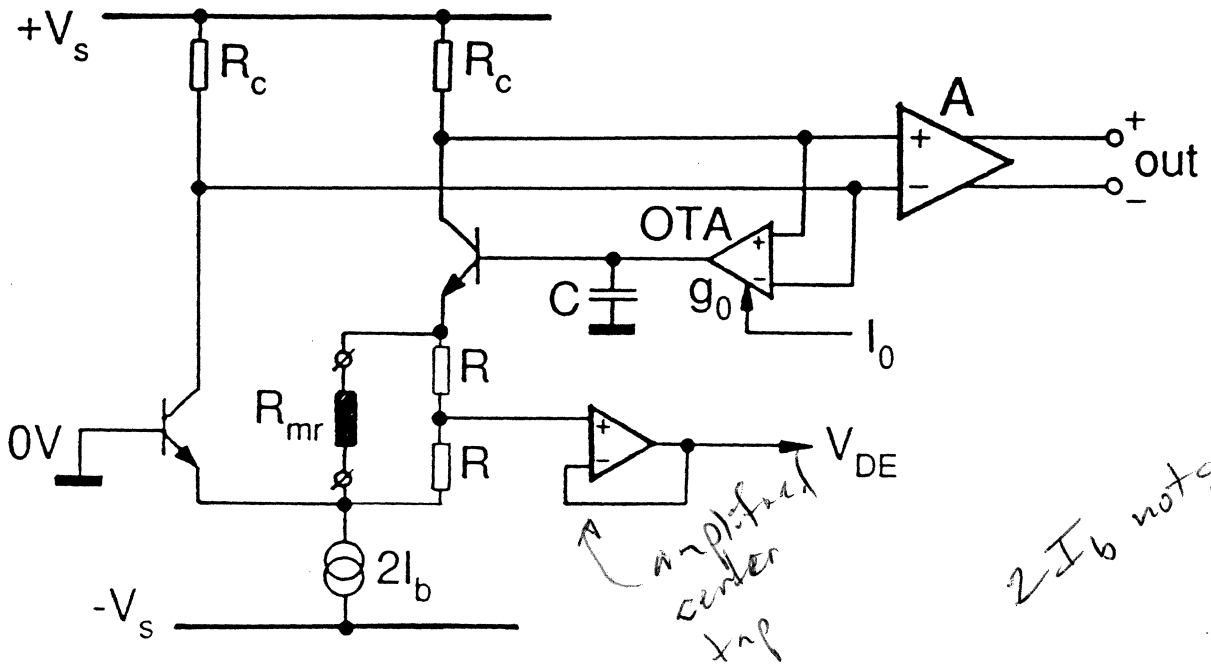 +Vs
Rc
Rc
A
+
−
+
out
−
OTA
+
−
g0
C
I0
R
Rmr
R
0V
+
−
VDE
2Ib
-Vs
amplified
center
tap
2Ib